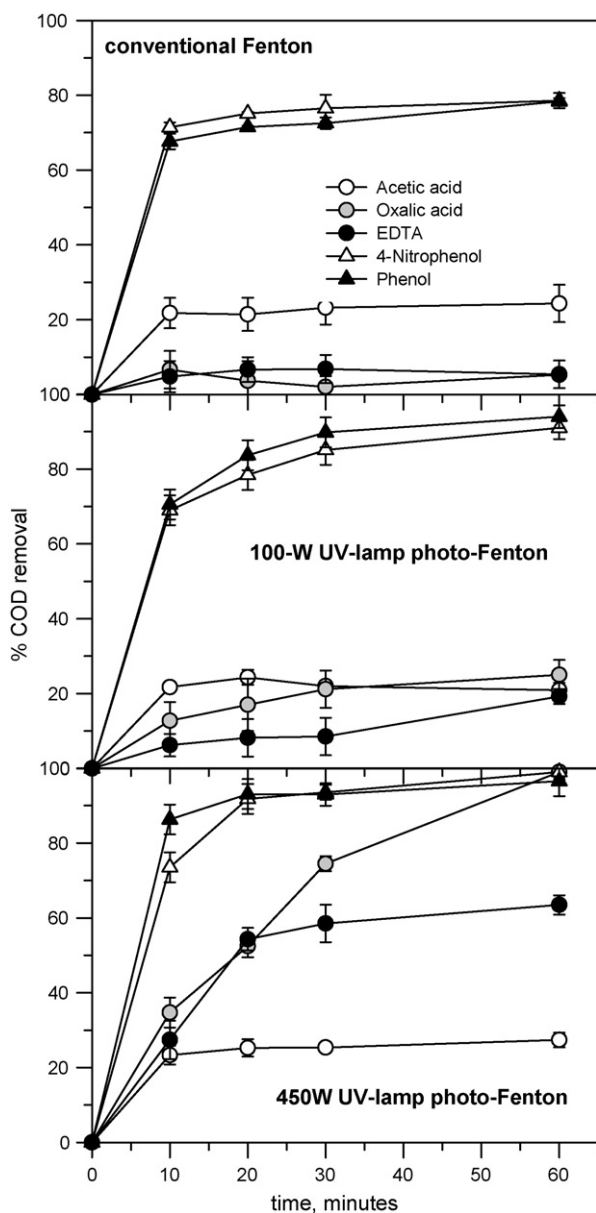 100
conventional Fenton
80
60
Acetic acid
Oxalic acid
EDTA
4-Nitrophenol
Phenol
40
20
100
80
100-W UV-lamp photo-Fenton
60
40
20
100
80
60
40
20
450W UV-lamp photo-Fenton
0
0 10 20 30 40 50 60
time, minutes
% COD removal